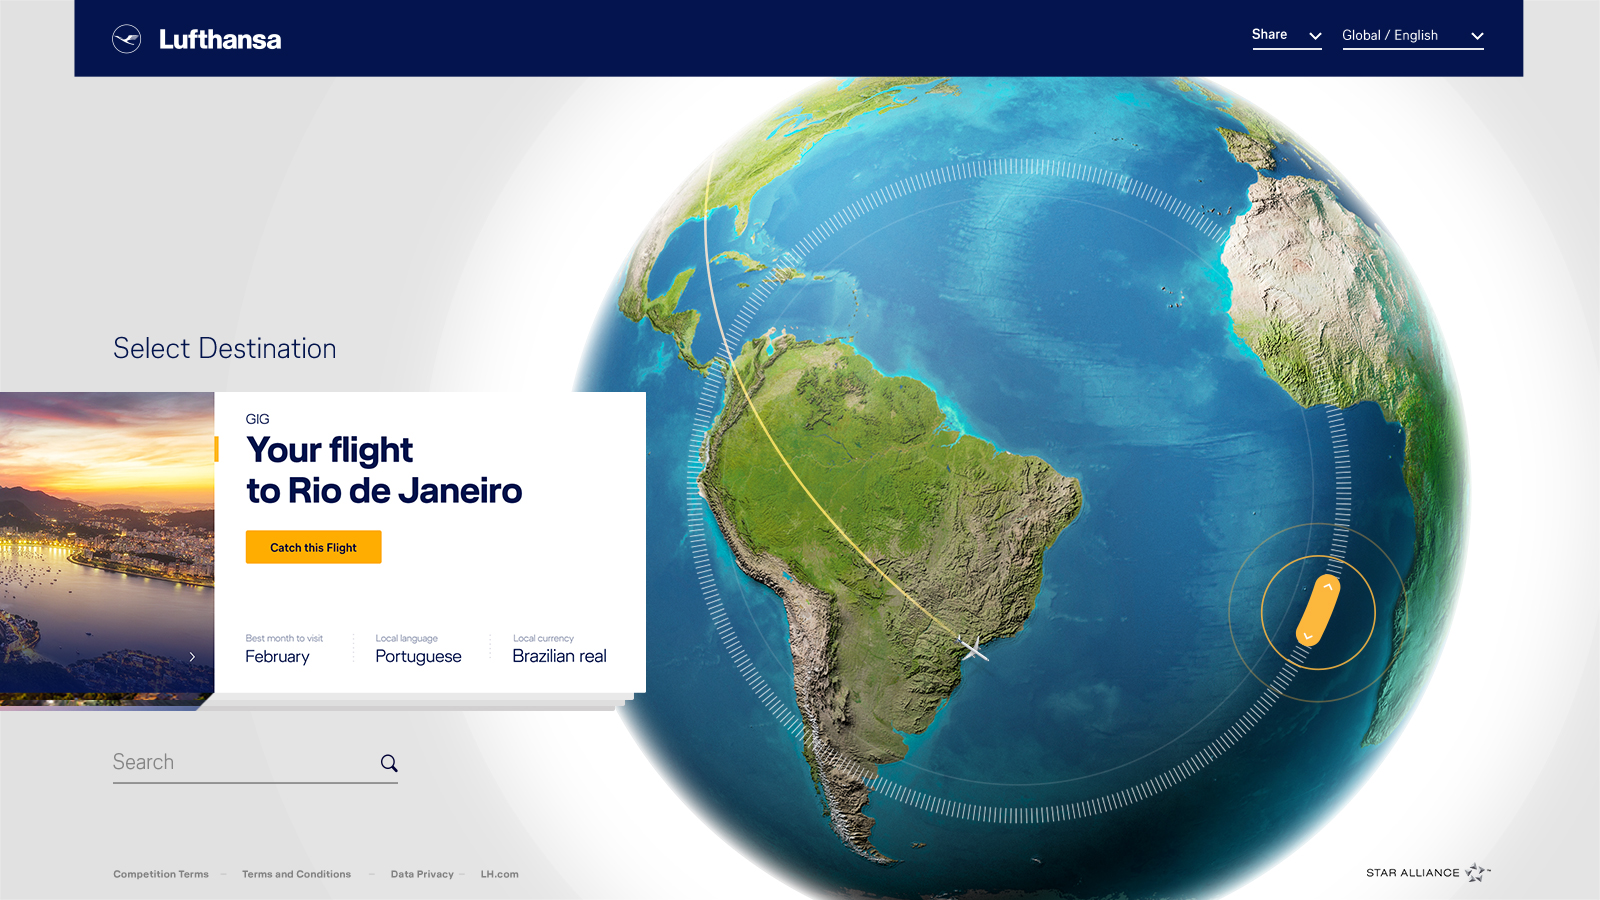 Lufthansa
Share
Global / English
Select Destination
GIG
Your flight
to Rio de Janeiro
Catch this Flight
Best month to visit
February
Local language
Portuguese
Local currency
Brazilian real
Search
Competition Terms – Terms and Conditions – Data Privacy – LH.com
STAR ALLIANCE